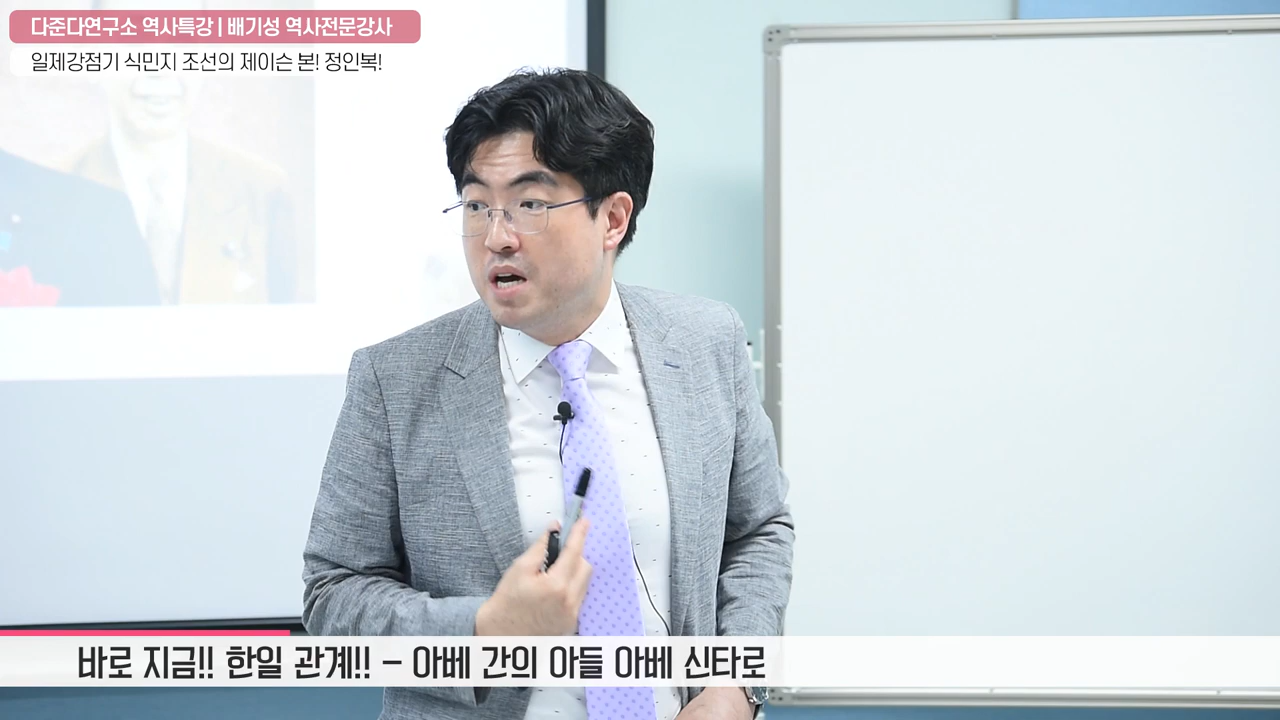 다준다연구소 역사특강 | 배기성 역사전문강사
일제강점기 식민지 조선의 제이슨 본! 정인복!
바로 지금!! 한일 관계!! – 아베 간의 아들 아베 신타로